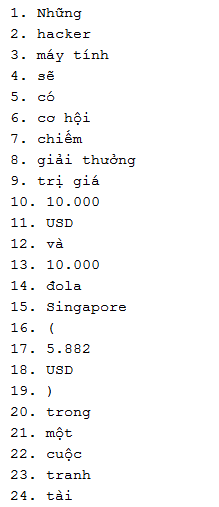 1. Những
2. hacker
3. máy tính
4. sẽ
5. có
6. cơ hội
7. chiếm
8. giải thưởng
9. trị giá
10. 10.000
11. USD
12. và
13. 10.000
14. đola
15. Singapore
16. (
17. 5.882
18. USD
19. )
20. trong
21. một
22. cuộc
23. tranh
24. tài